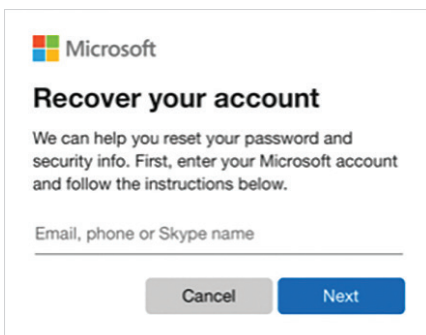 Microsoft
Recover your account
We can help you reset your password and
security info. First, enter your Microsoft account
and follow the instructions below.
Email, phone or Skype name
Cancel
Next